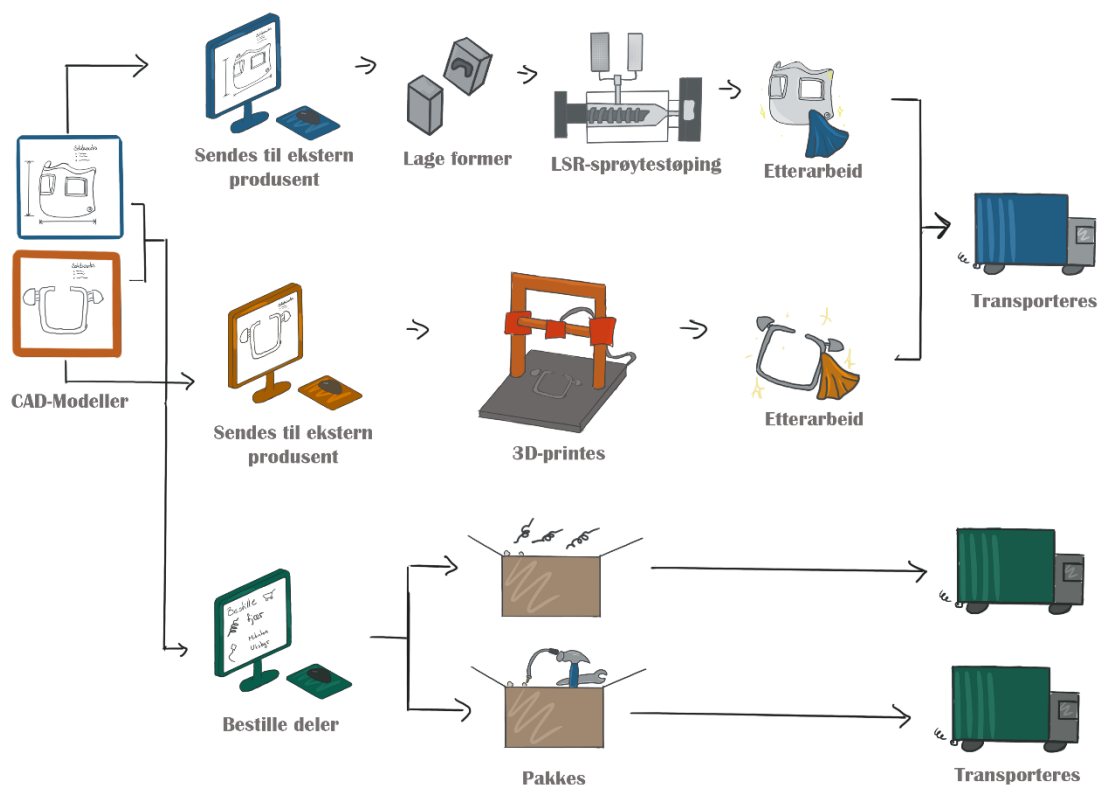 Sendes til ekstern
produsent
Lage former
LSR-sprøytestøping
Etterarbeid
Transporteres
CAD-Modeller
Sendes til ekstern
produsent
3D-printes
Etterarbeid
Bestille
fjær
Bestille deler
Pakkes
Transporteres